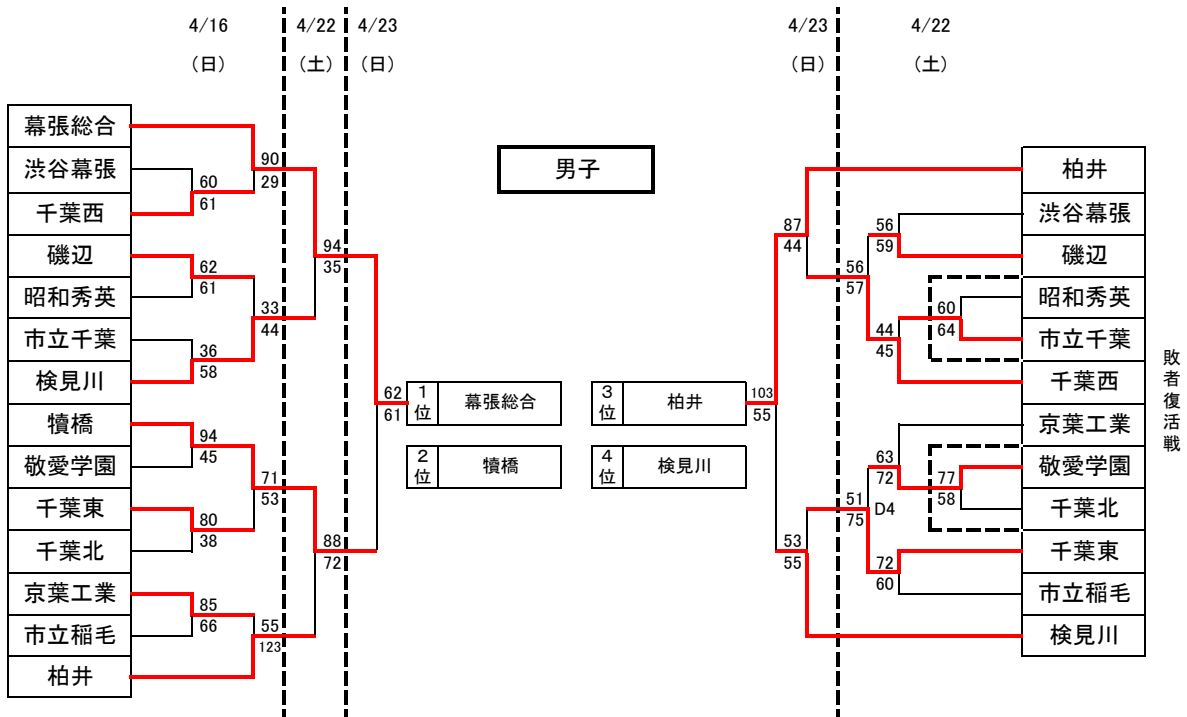 4/16 4/22 4/23 4/23 4/22
（日） （土） （日） （日） （土）
男子
幕張総合
渋谷幕張
千葉西
磯辺
昭和秀英
市立千葉
検見川
犢橋
敬愛学園
千葉東
千葉北
京葉工業
市立稲毛
柏井
60
61
62
61
36
58
94
45
80
38
85
66
90
29
33
44
71
53
55
123
94
35
88
72
62
61
1位 幕張総合
2位 犢橋
3位 柏井
4位 検見川
103
55
87
44
53
55
56
57
51
75
D4
56
59
44
45
63
72
72
60
60
64
77
58
柏井
渋谷幕張
磯辺
昭和秀英
市立千葉
千葉西
京葉工業
敬愛学園
千葉北
千葉東
市立稲毛
検見川
敗者復活戦